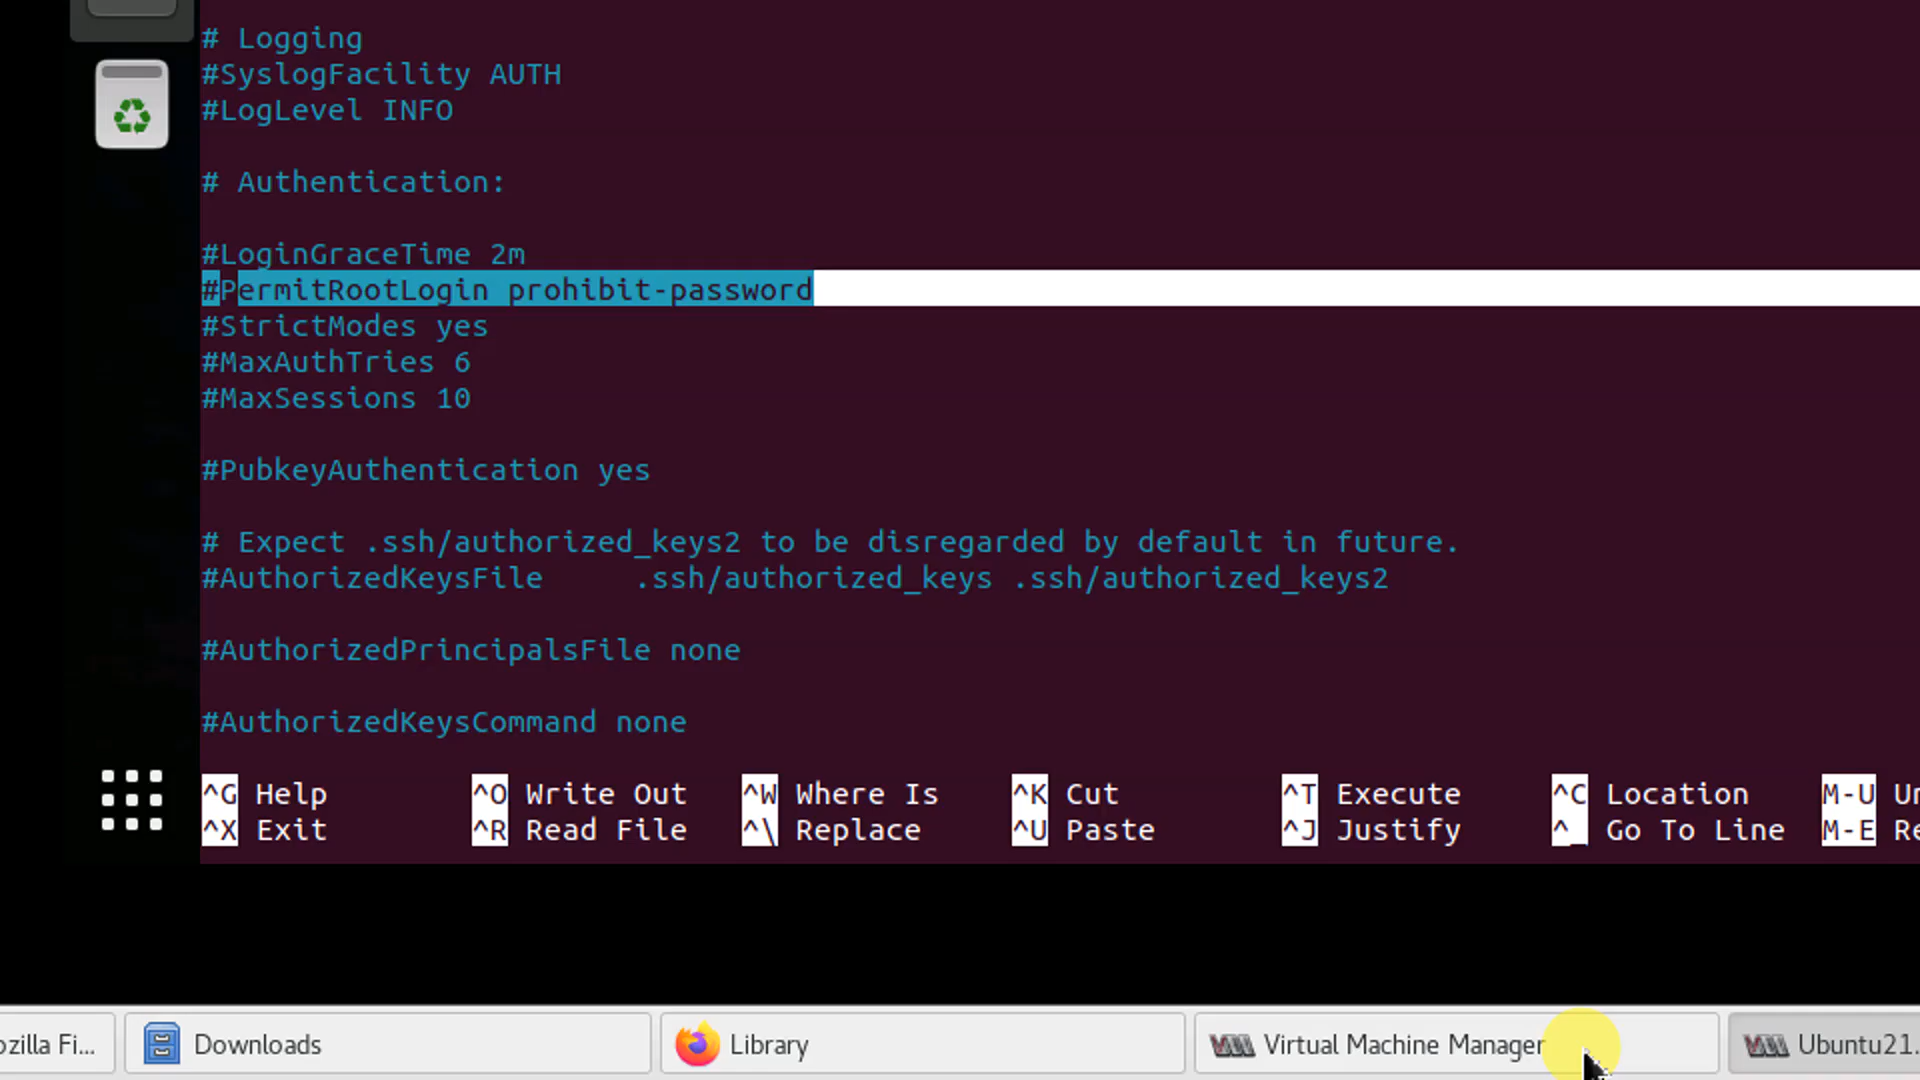 # Logging
#SyslogFacility AUTH
#LogLevel INFO
# Authentication:
#LoginGraceTime 2m
#PermitRootLogin prohibit-password
#StrictModes yes
#MaxAuthTries 6
#MaxSessions 10
#PubkeyAuthentication yes
# Expect .ssh/authorized_keys2 to be disregarded by default in future.
#AuthorizedKeysFile     .ssh/authorized_keys .ssh/authorized_keys2
#AuthorizedPrincipalsFile none
#AuthorizedKeysCommand none
^G Help ^O Write Out ^W Where Is ^K Cut ^T Execute ^C Location M-U
^X Exit ^R Read File ^\ Replace ^U Paste ^J Justify ^_ Go To Line M-E
ozilla Fi... Downloads Library Virtual Machine Manager Ubuntu21.